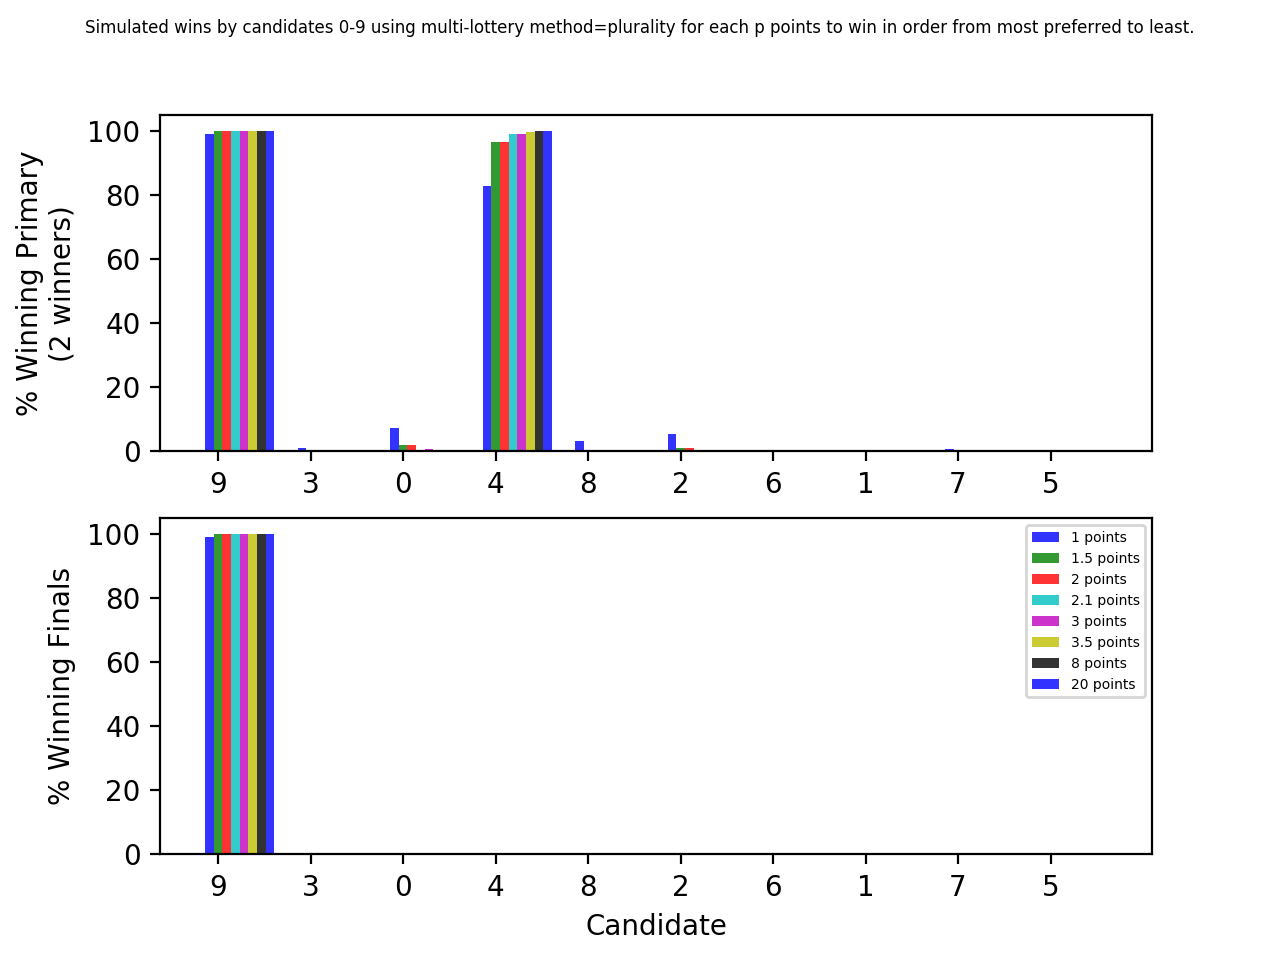 Simulated wins by candidates 0-9 using multi-lottery method=plurality for each p points to win in order from most preferred to least.
% Winning Primary
(2 winners)
100
80
60
40
20
0
9 3 0 4 8 2 6 1 7 5
% Winning Finals
100
80
60
40
20
0
1 points
1.5 points
2 points
2.1 points
3 points
3.5 points
8 points
20 points
9 3 0 4 8 2 6 1 7 5
Candidate